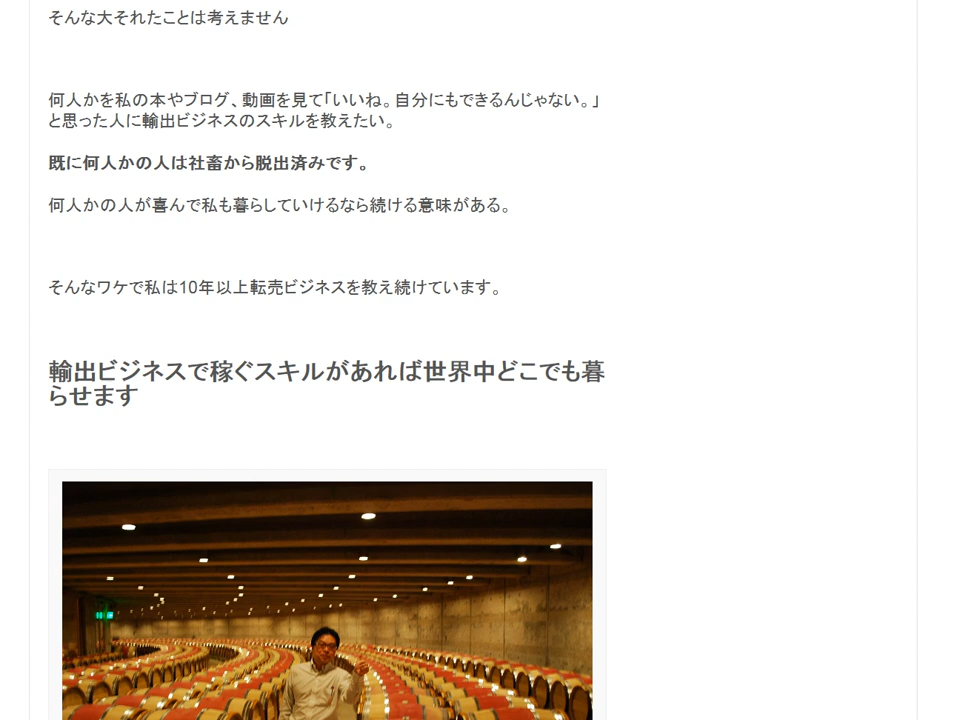 そんな大それたことは考えません
何人かを私の本やブログ、動画を見て「いいね。自分にもできるんじゃない。」
と思った人に輸出ビジネスのスキルを教えたい。
既に何人かの人は社畜から脱出済みです。
何人かの人が喜んで私も暮らしていけるなら続ける意味がある。
そんなワケで私は10年以上転売ビジネスを教え続けています。
輸出ビジネスで稼ぐスキルがあれば世界中どこでも暮
らせます